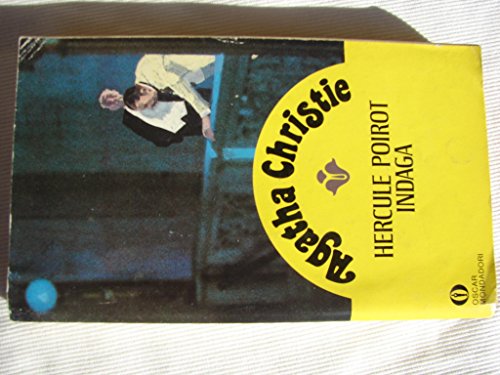 Agatha Christie
HERCULE POIROT
INDAGA
OSCAR
MONDADORI